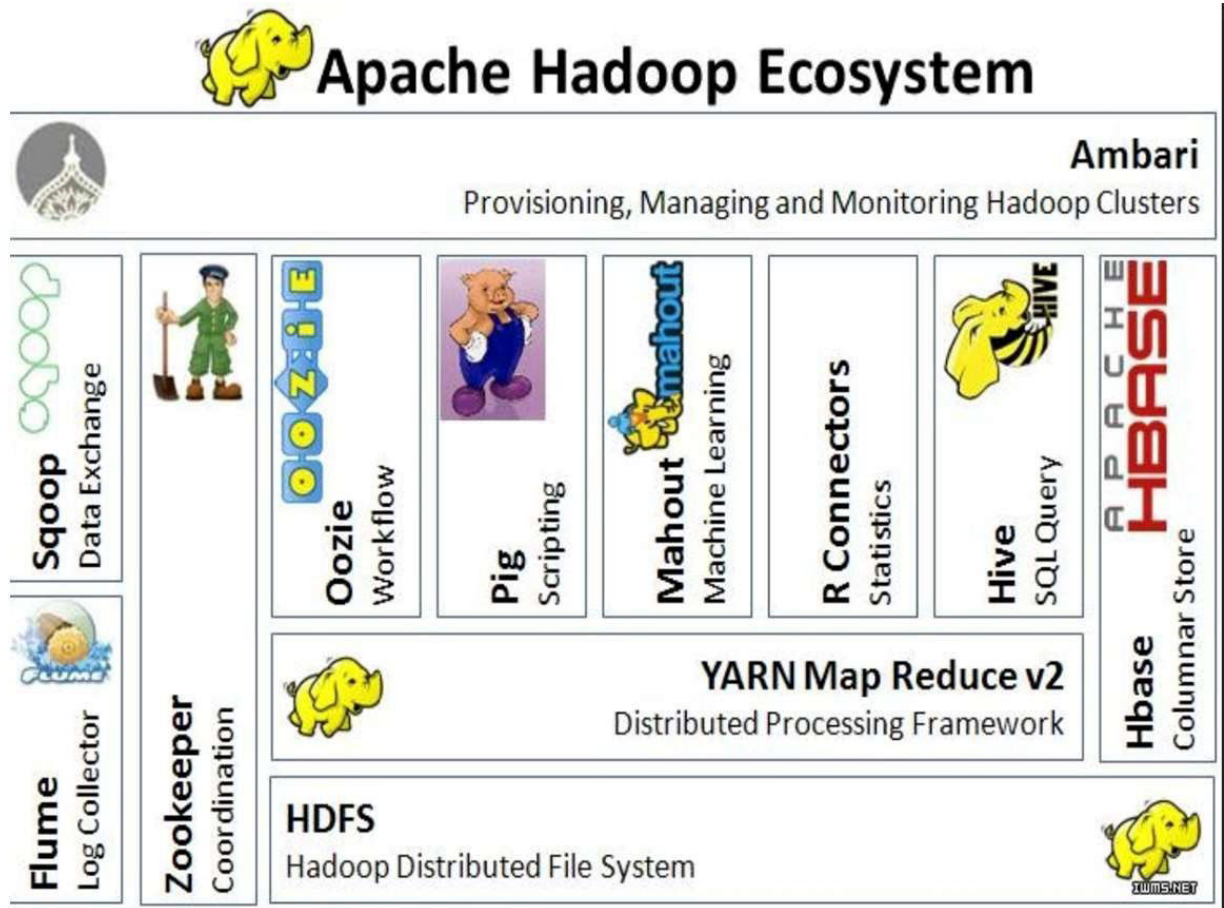 Apache Hadoop Ecosystem
Ambari
Provisioning, Managing and Monitoring Hadoop Clusters
sqoop
Sqoop
Data Exchange
FLUME
Flume
Log Collector
Zookeeper
Coordination
OOZIE
Oozie
Workflow
Pig
Scripting
mahout
Mahout
Machine Learning
R Connectors
Statistics
HIVE
Hive
SQL Query
APACHE
HBASE
Hbase
Columnar Store
YARN Map Reduce v2
Distributed Processing Framework
HDFS
Hadoop Distributed File System
IWMS.NET